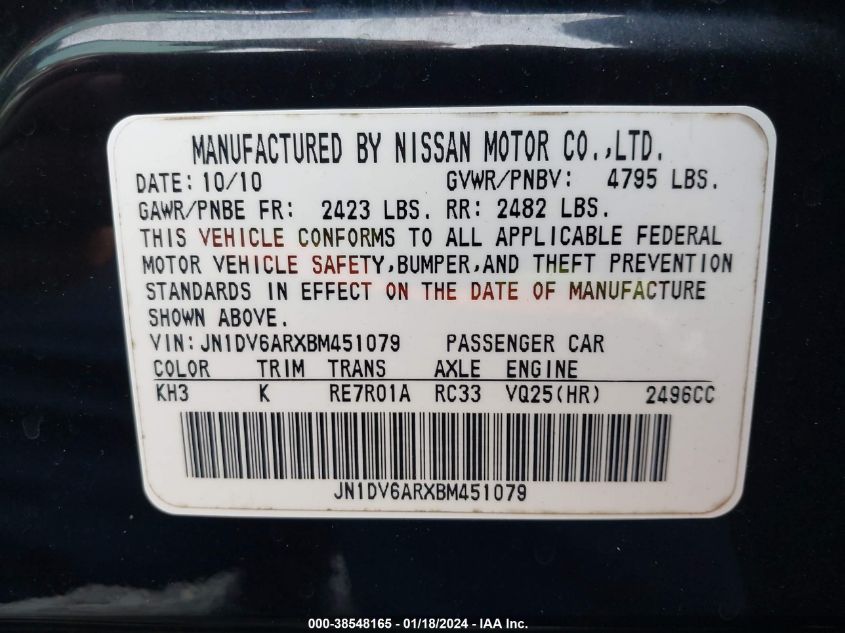 MANUFACTURED BY NISSAN MOTOR CO.,LTD.
DATE: 10/10 GVWR/PNBV: 4795 LBS.
GAWR/PNBE FR: 2423 LBS. RR: 2482 LBS.
THIS VEHICLE CONFORMS TO ALL APPLICABLE FEDERAL
MOTOR VEHICLE SAFETY,BUMPER,AND THEFT PREVENTION
STANDARDS IN EFFECT ON THE DATE OF MANUFACTURE
SHOWN ABOVE.
VIN: JN1DV6ARXBM451079 PASSENGER CAR
COLOR TRIM TRANS AXLE ENGINE
KH3 K RE7R01A RC33 VQ25(HR) 2496CC
JN1DV6ARXBM451079
000-38548165 - 01/18/2024 - IAA Inc.